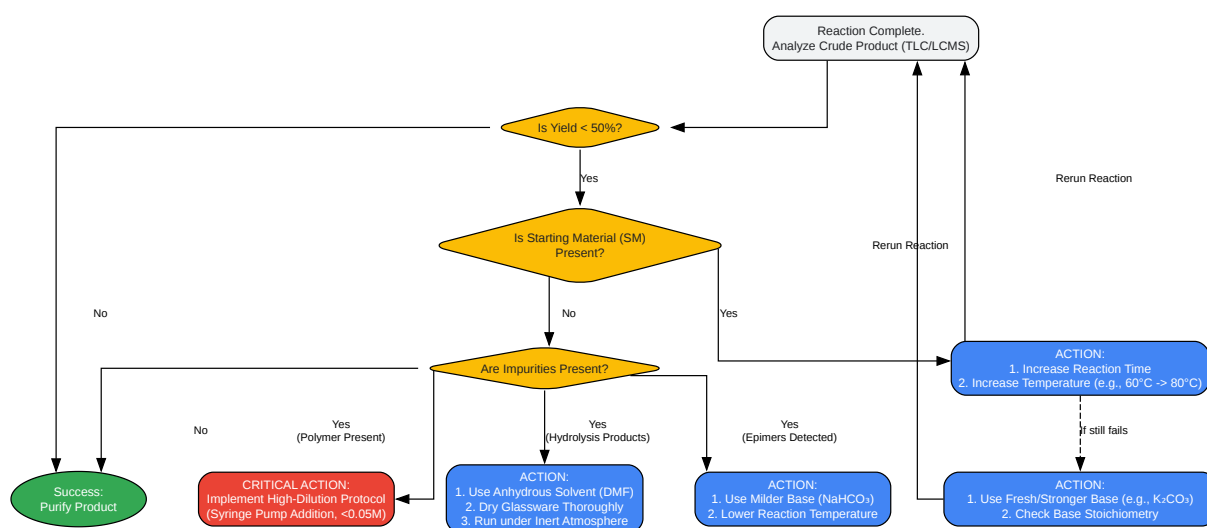 Reaction Complete.
Analyze Crude Product (TLC/LCMS)
Is Yield < 50%?
Yes
Rerun Reaction
Is Starting Material (SM)
Present?
Rerun Reaction
No
No
Yes
Are Impurities Present?
ACTION:
1. Increase Reaction Time
2. Increase Temperature (e.g., 60°C -> 80°C)
No
Yes
(Polymer Present)
Yes
(Hydrolysis Products)
Yes
(Epimers Detected)
If still fails
Success:
Purify Product
CRITICAL ACTION:
Implement High-Dilution Protocol
(Syringe Pump Addition, <0.05M)
ACTION:
1. Use Anhydrous Solvent (DMF)
2. Dry Glassware Thoroughly
3. Run under Inert Atmosphere
ACTION:
1. Use Milder Base (NaHCO₃)
2. Lower Reaction Temperature
ACTION:
1. Use Fresh/Stronger Base (e.g., K₂CO₃)
2. Check Base Stoichiometry